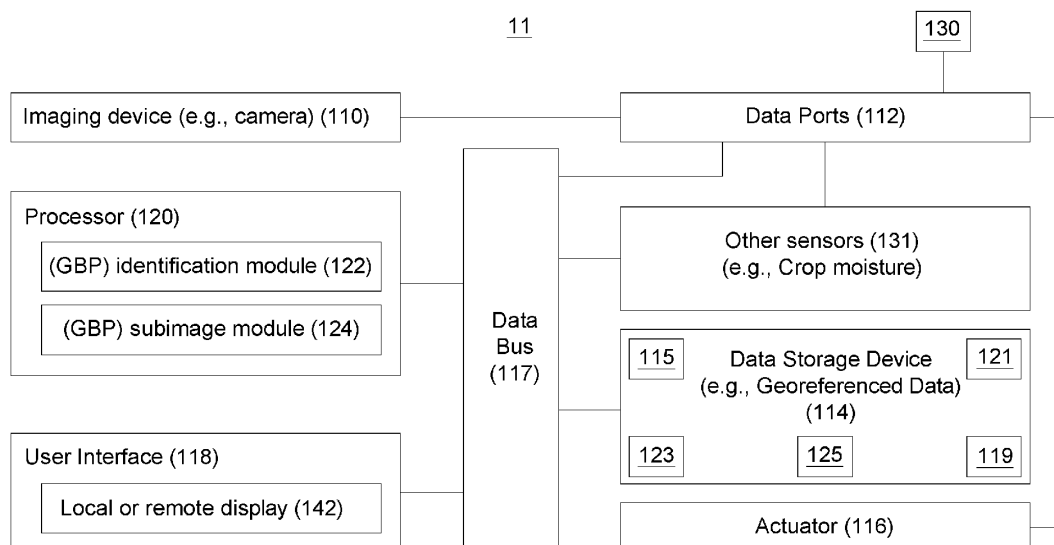 11
130
Imaging device (e.g., camera) (110)
Data Ports (112)
Processor (120)
(GBP) identification module (122)
(GBP) subimage module (124)
Other sensors (131)
(e.g., Crop moisture)
Data
Bus
(117)
115
Data Storage Device
121
(e.g., Georeferenced Data)
(114)
123
125
119
User Interface (118)
Local or remote display (142)
Actuator (116)